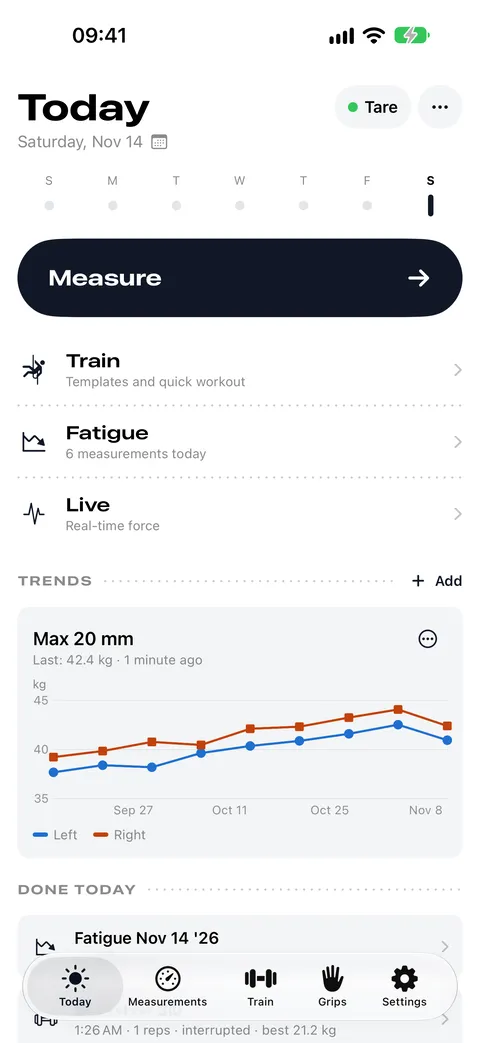 09:41
Today
Tare
Saturday, Nov 14
S M T W T F S
Measure
Train
Templates and quick workout
Fatigue
6 measurements today
Live
Real-time force
TRENDS
+ Add
Max 20 mm
Last: 42.4 kg · 1 minute ago
kg
45
40
35
Sep 27 Oct 11 Oct 25 Nov 8
Left Right
DONE TODAY
Fatigue Nov 14 '26
Today Measurements Train Grips Settings
1:26 AM · 1 reps · interrupted · best 21.2 kg